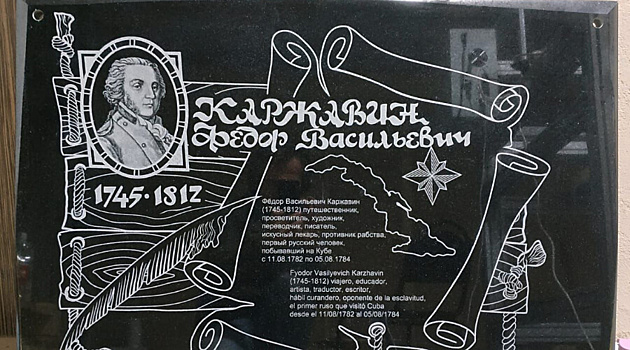 КАРЖАВИН
Фёдор Васильевич
1745-1812
Фёдор Васильевич Каржавин
(1745-1812) путешественник,
просветитель, художник,
переводчик, писатель,
искусный лекарь, противник рабства,
первый русский человек,
побывавший на Кубе
с 11.08.1782 по 05.08.1784
Fyodor Vasilyevich Karzhavin
(1745-1812) viajero, educador,
artista, traductor, escritor,
hábil curandero, oponente de la esclavitud,
el primer ruso que visitó Cuba
desde el 11/08/1782 al 05/08/1784